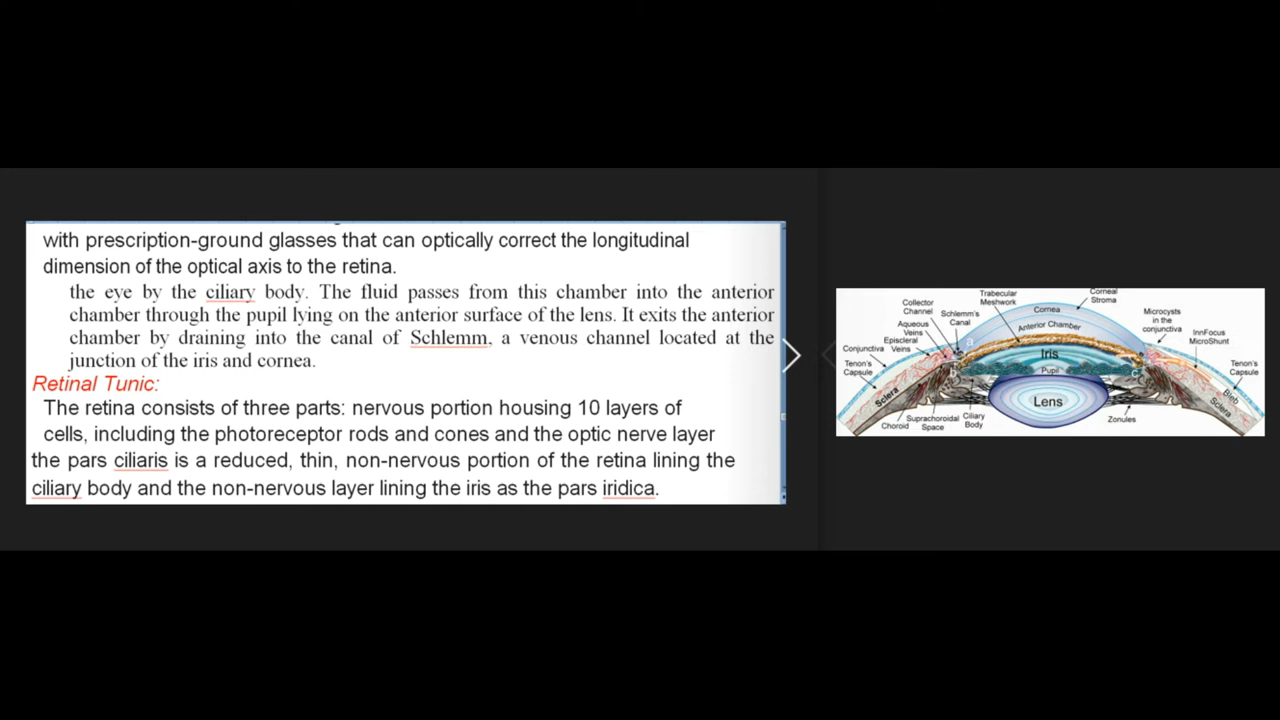 with prescription-ground glasses that can optically correct the longitudinal
dimension of the optical axis to the retina.
the eye by the ciliary body. The fluid passes from this chamber into the anterior
chamber through the pupil lying on the anterior surface of the lens. It exits the anterior
chamber by draining into the canal of Schlemm, a venous channel located at the
junction of the iris and cornea.
Retinal Tunic:
The retina consists of three parts: nervous portion housing 10 layers of
cells, including the photoreceptor rods and cones and the optic nerve layer
the pars ciliaris is a reduced, thin, non-nervous portion of the retina lining the
ciliary body and the non-nervous layer lining the iris as the pars iridica.
Trabecular
Meshwork
Corneal
Stroma
Collector
Channel
Schlemm's
Canal
Cornea
Microcysts
in the
conjunctiva
Aqueous
Veins
Anterior Chamber
InnFocus
MicroShunt
Episcleral
Veins
a
Conjunctiva
Iris
Tenon's
Capsule
Tenon's
Capsule
Pupil
c
Sclera
Lens
Bleb
Sclera
Choroid
Suprachoroidal
Space
Ciliary
Body
Zonules